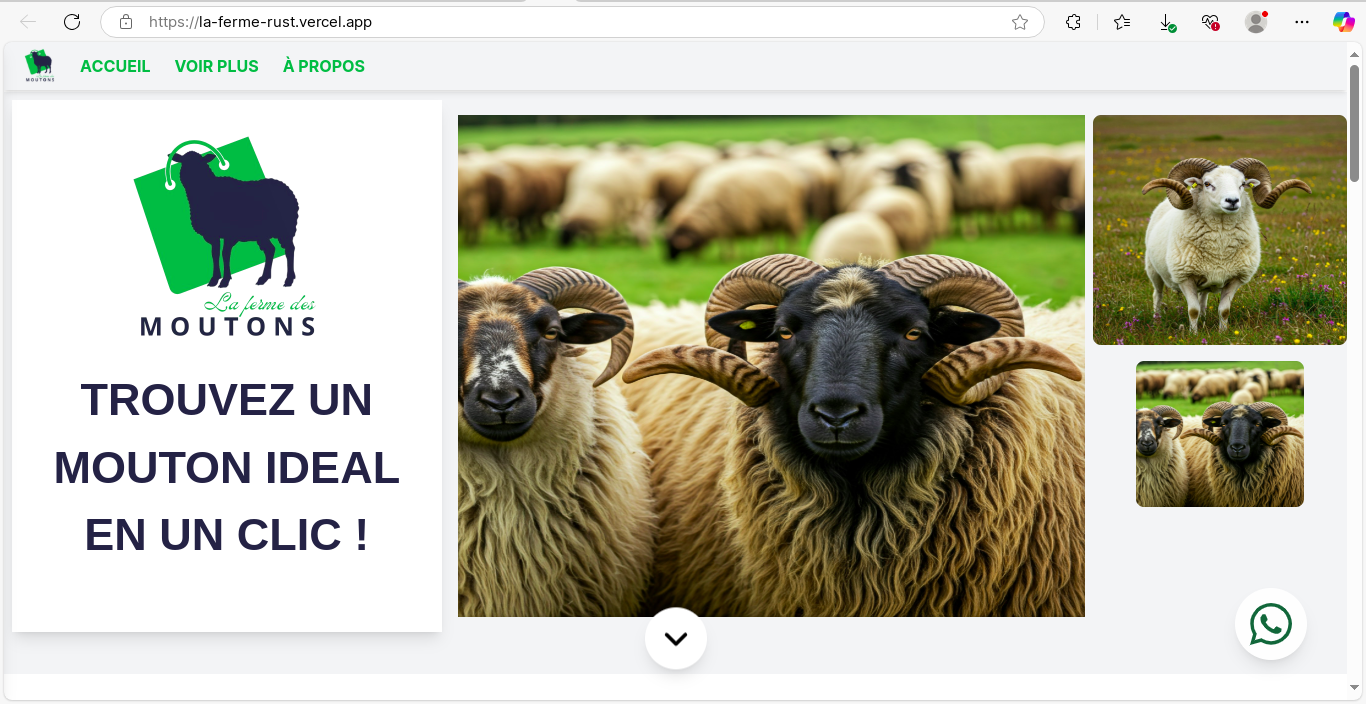 https://la-ferme-rust.vercel.app
ACCUEIL VOIR PLUS À PROPOS
MOUTONS
La ferme des
MOUTONS
TROUVEZ UN
MOUTON IDEAL
EN UN CLIC !